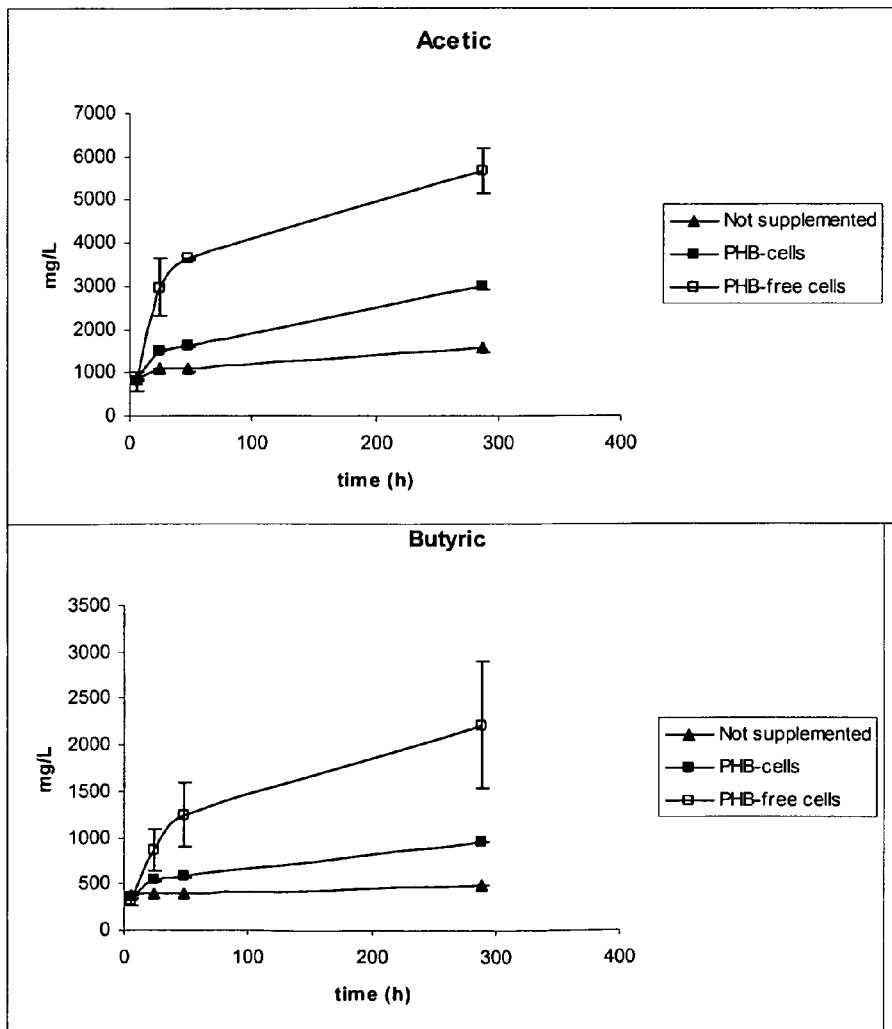 Acetic
7000
6000
5000
4000
3000
2000
1000
0
mg/L
0 100 200 300 400
time (h)
Not supplemented
PHB-cells
PHB-free cells
Butyric
3500
3000
2500
2000
1500
1000
500
0
mg/L
0 100 200 300 400
time (h)
Not supplemented
PHB-cells
PHB-free cells